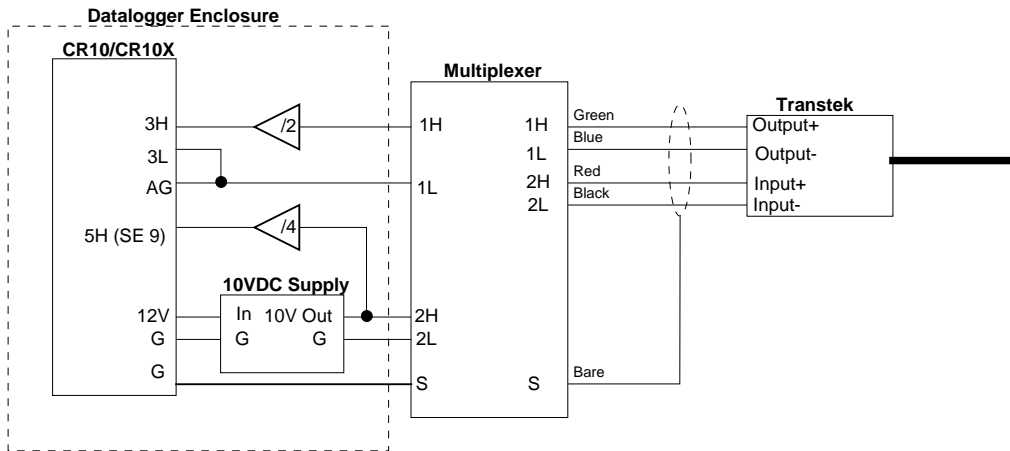 Datalogger Enclosure
CR10/CR10X
3H
3L
AG
5H (SE 9)
12V
G
G
/2
/4
10VDC Supply
In 10V Out
G G
Multiplexer
1H
1L
2H
2L
S
1H
1L
2H
2L
S
Green
Blue
Red
Black
Bare
Transtek
Output+
Output-
Input+
Input-